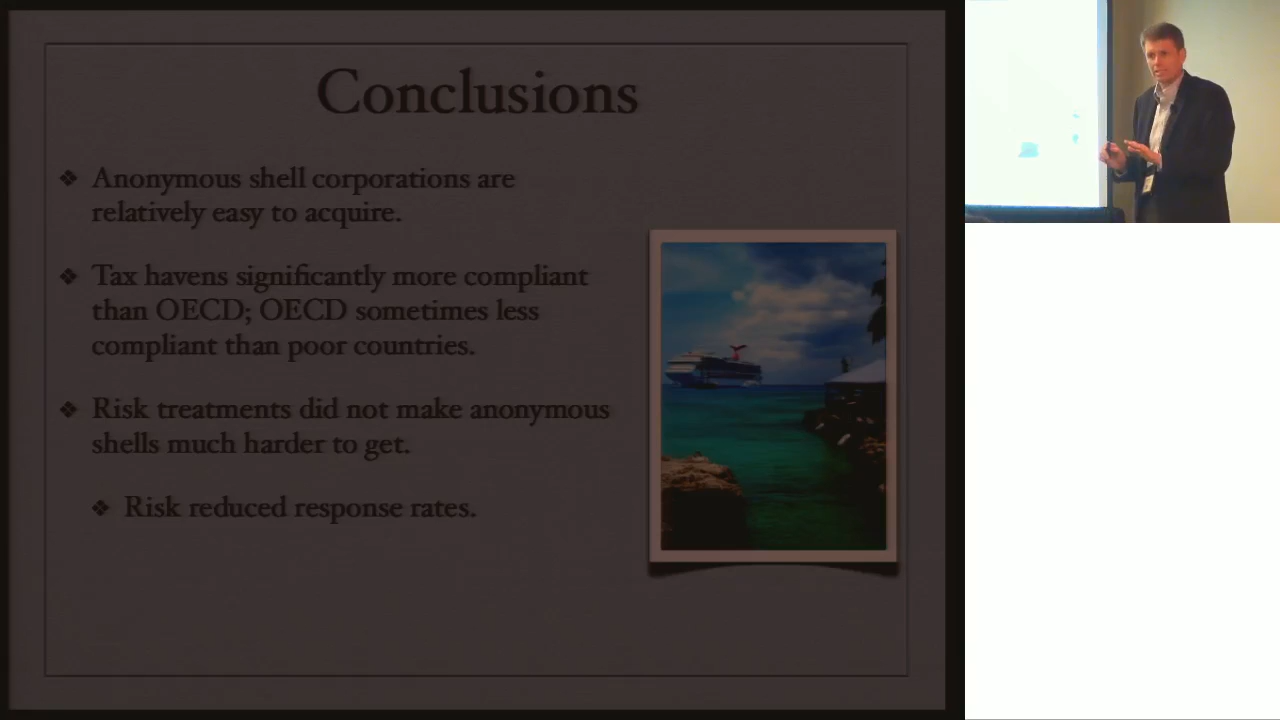 Conclusions
❖ Anonymous shell corporations are
relatively easy to acquire.
❖ Tax havens significantly more compliant
than OECD; OECD sometimes less
compliant than poor countries.
❖ Risk treatments did not make anonymous
shells much harder to get.
❖ Risk reduced response rates.